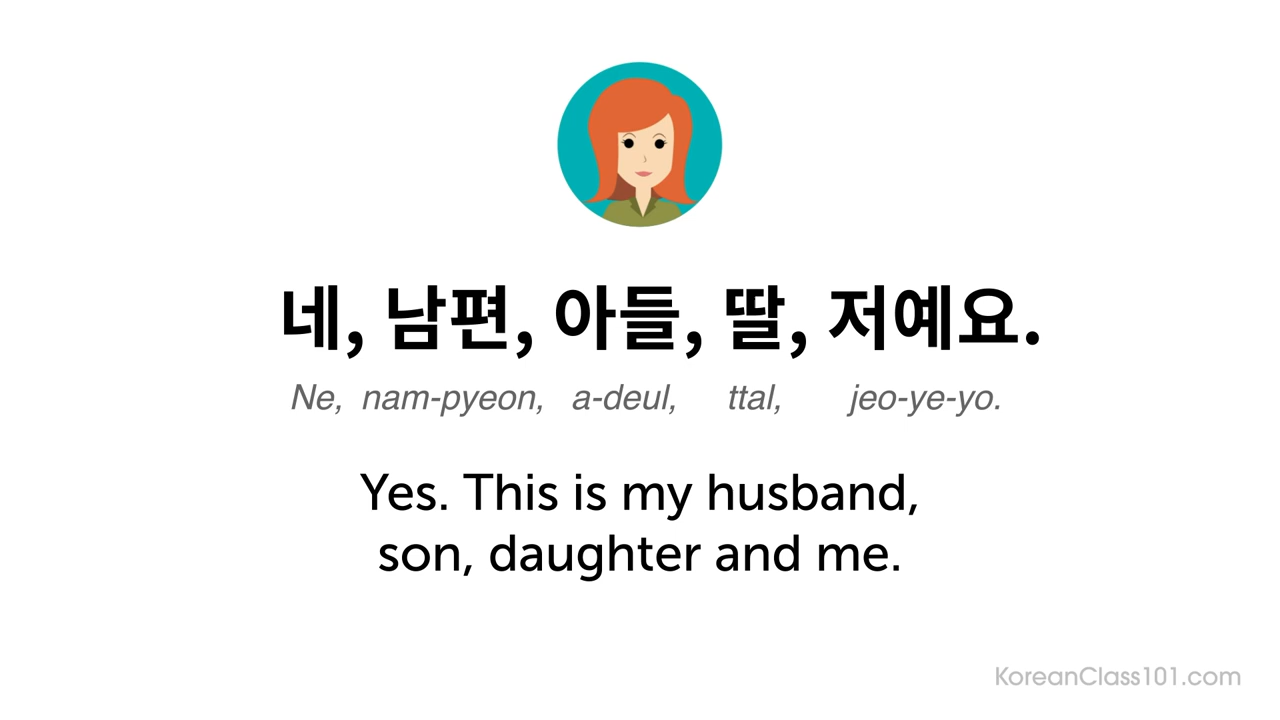 네, 남편, 아들, 딸, 저예요.
Ne, nam-pyeon, a-deul, ttal, jeo-ye-yo.
Yes. This is my husband,
son, daughter and me.
KoreanClass101.com